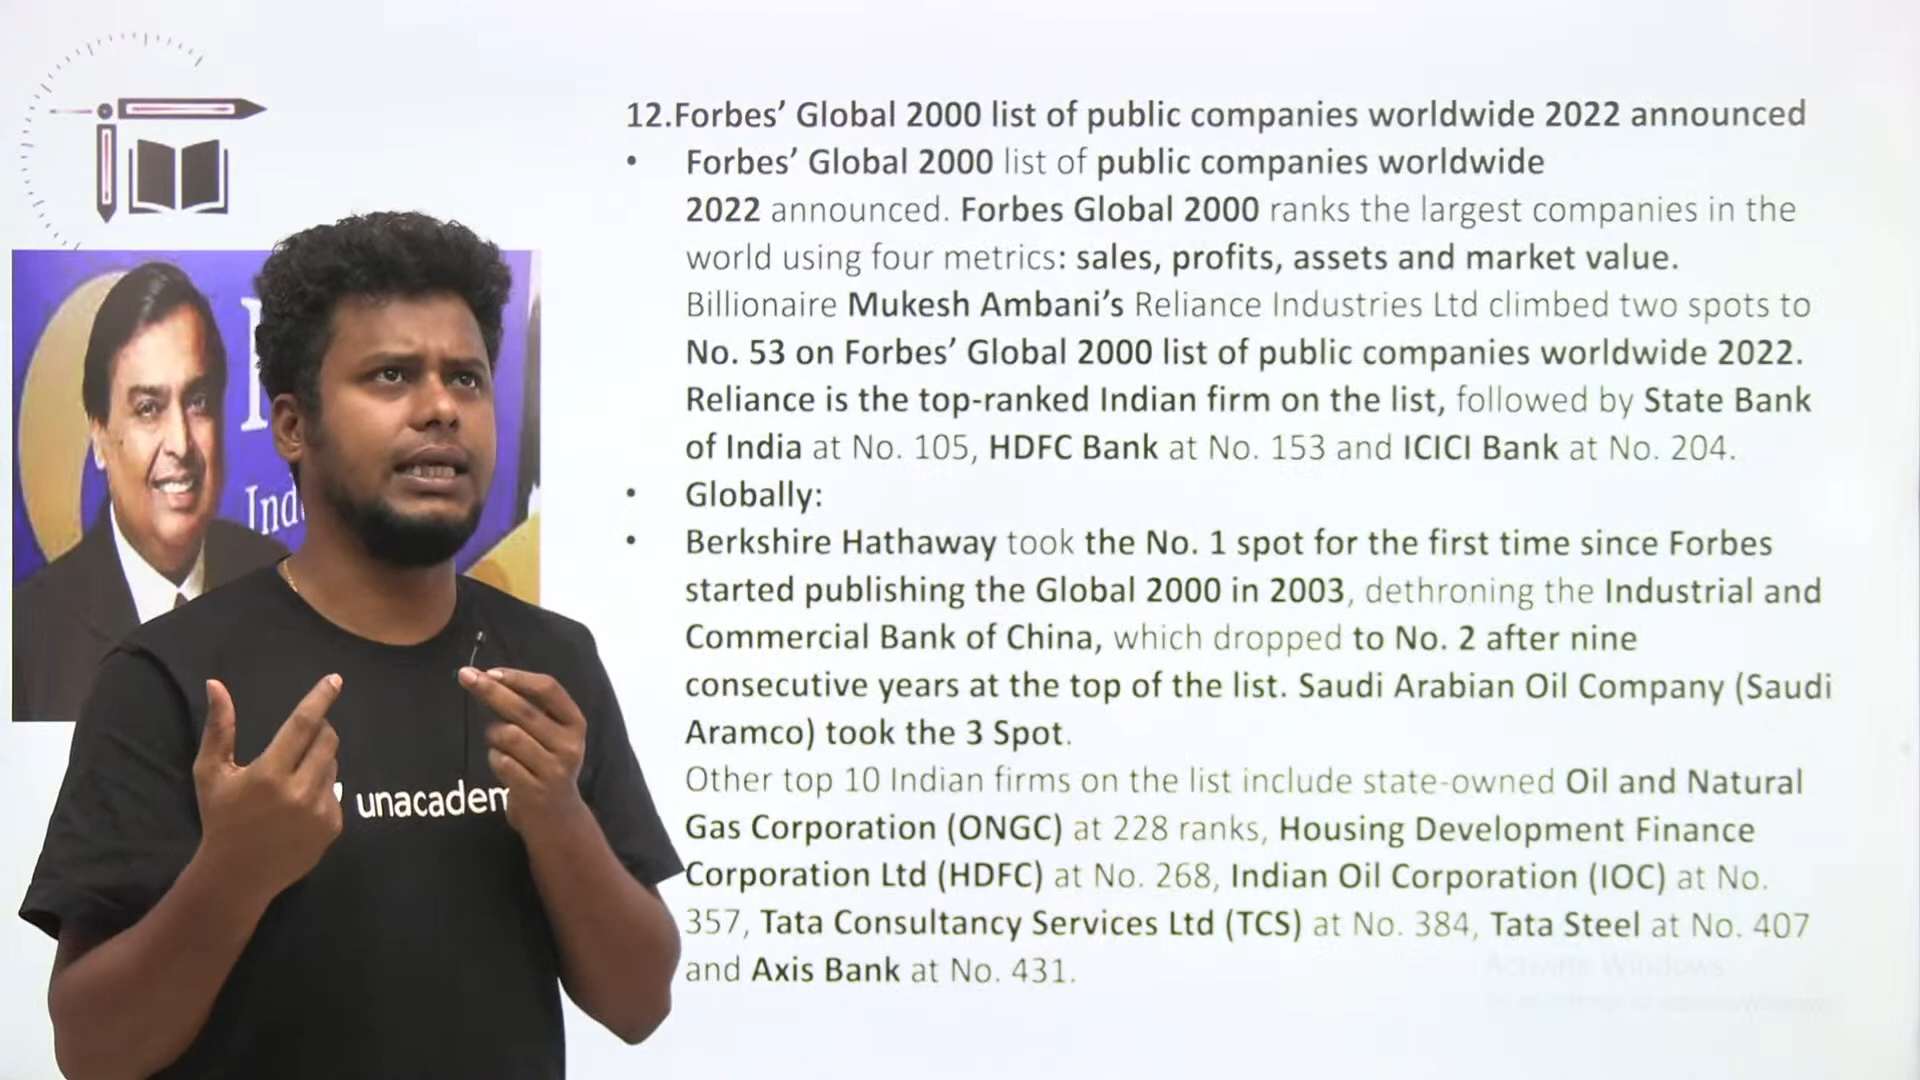 12.Forbes’ Global 2000 list of public companies worldwide 2022 announced
• Forbes’ Global 2000 list of public companies worldwide
2022 announced. Forbes Global 2000 ranks the largest companies in the
world using four metrics: sales, profits, assets and market value.
Billionaire Mukesh Ambani’s Reliance Industries Ltd climbed two spots to
No. 53 on Forbes’ Global 2000 list of public companies worldwide 2022.
Reliance is the top-ranked Indian firm on the list, followed by State Bank
of India at No. 105, HDFC Bank at No. 153 and ICICI Bank at No. 204.
• Globally:
• Berkshire Hathaway took the No. 1 spot for the first time since Forbes
started publishing the Global 2000 in 2003, dethroning the Industrial and
Commercial Bank of China, which dropped to No. 2 after nine
consecutive years at the top of the list. Saudi Arabian Oil Company (Saudi
Aramco) took the 3 Spot.
Other top 10 Indian firms on the list include state-owned Oil and Natural
Gas Corporation (ONGC) at 228 ranks, Housing Development Finance
Corporation Ltd (HDFC) at No. 268, Indian Oil Corporation (IOC) at No.
357, Tata Consultancy Services Ltd (TCS) at No. 384, Tata Steel at No. 407
and Axis Bank at No. 431.
Activate Windows
Ind
unacadem